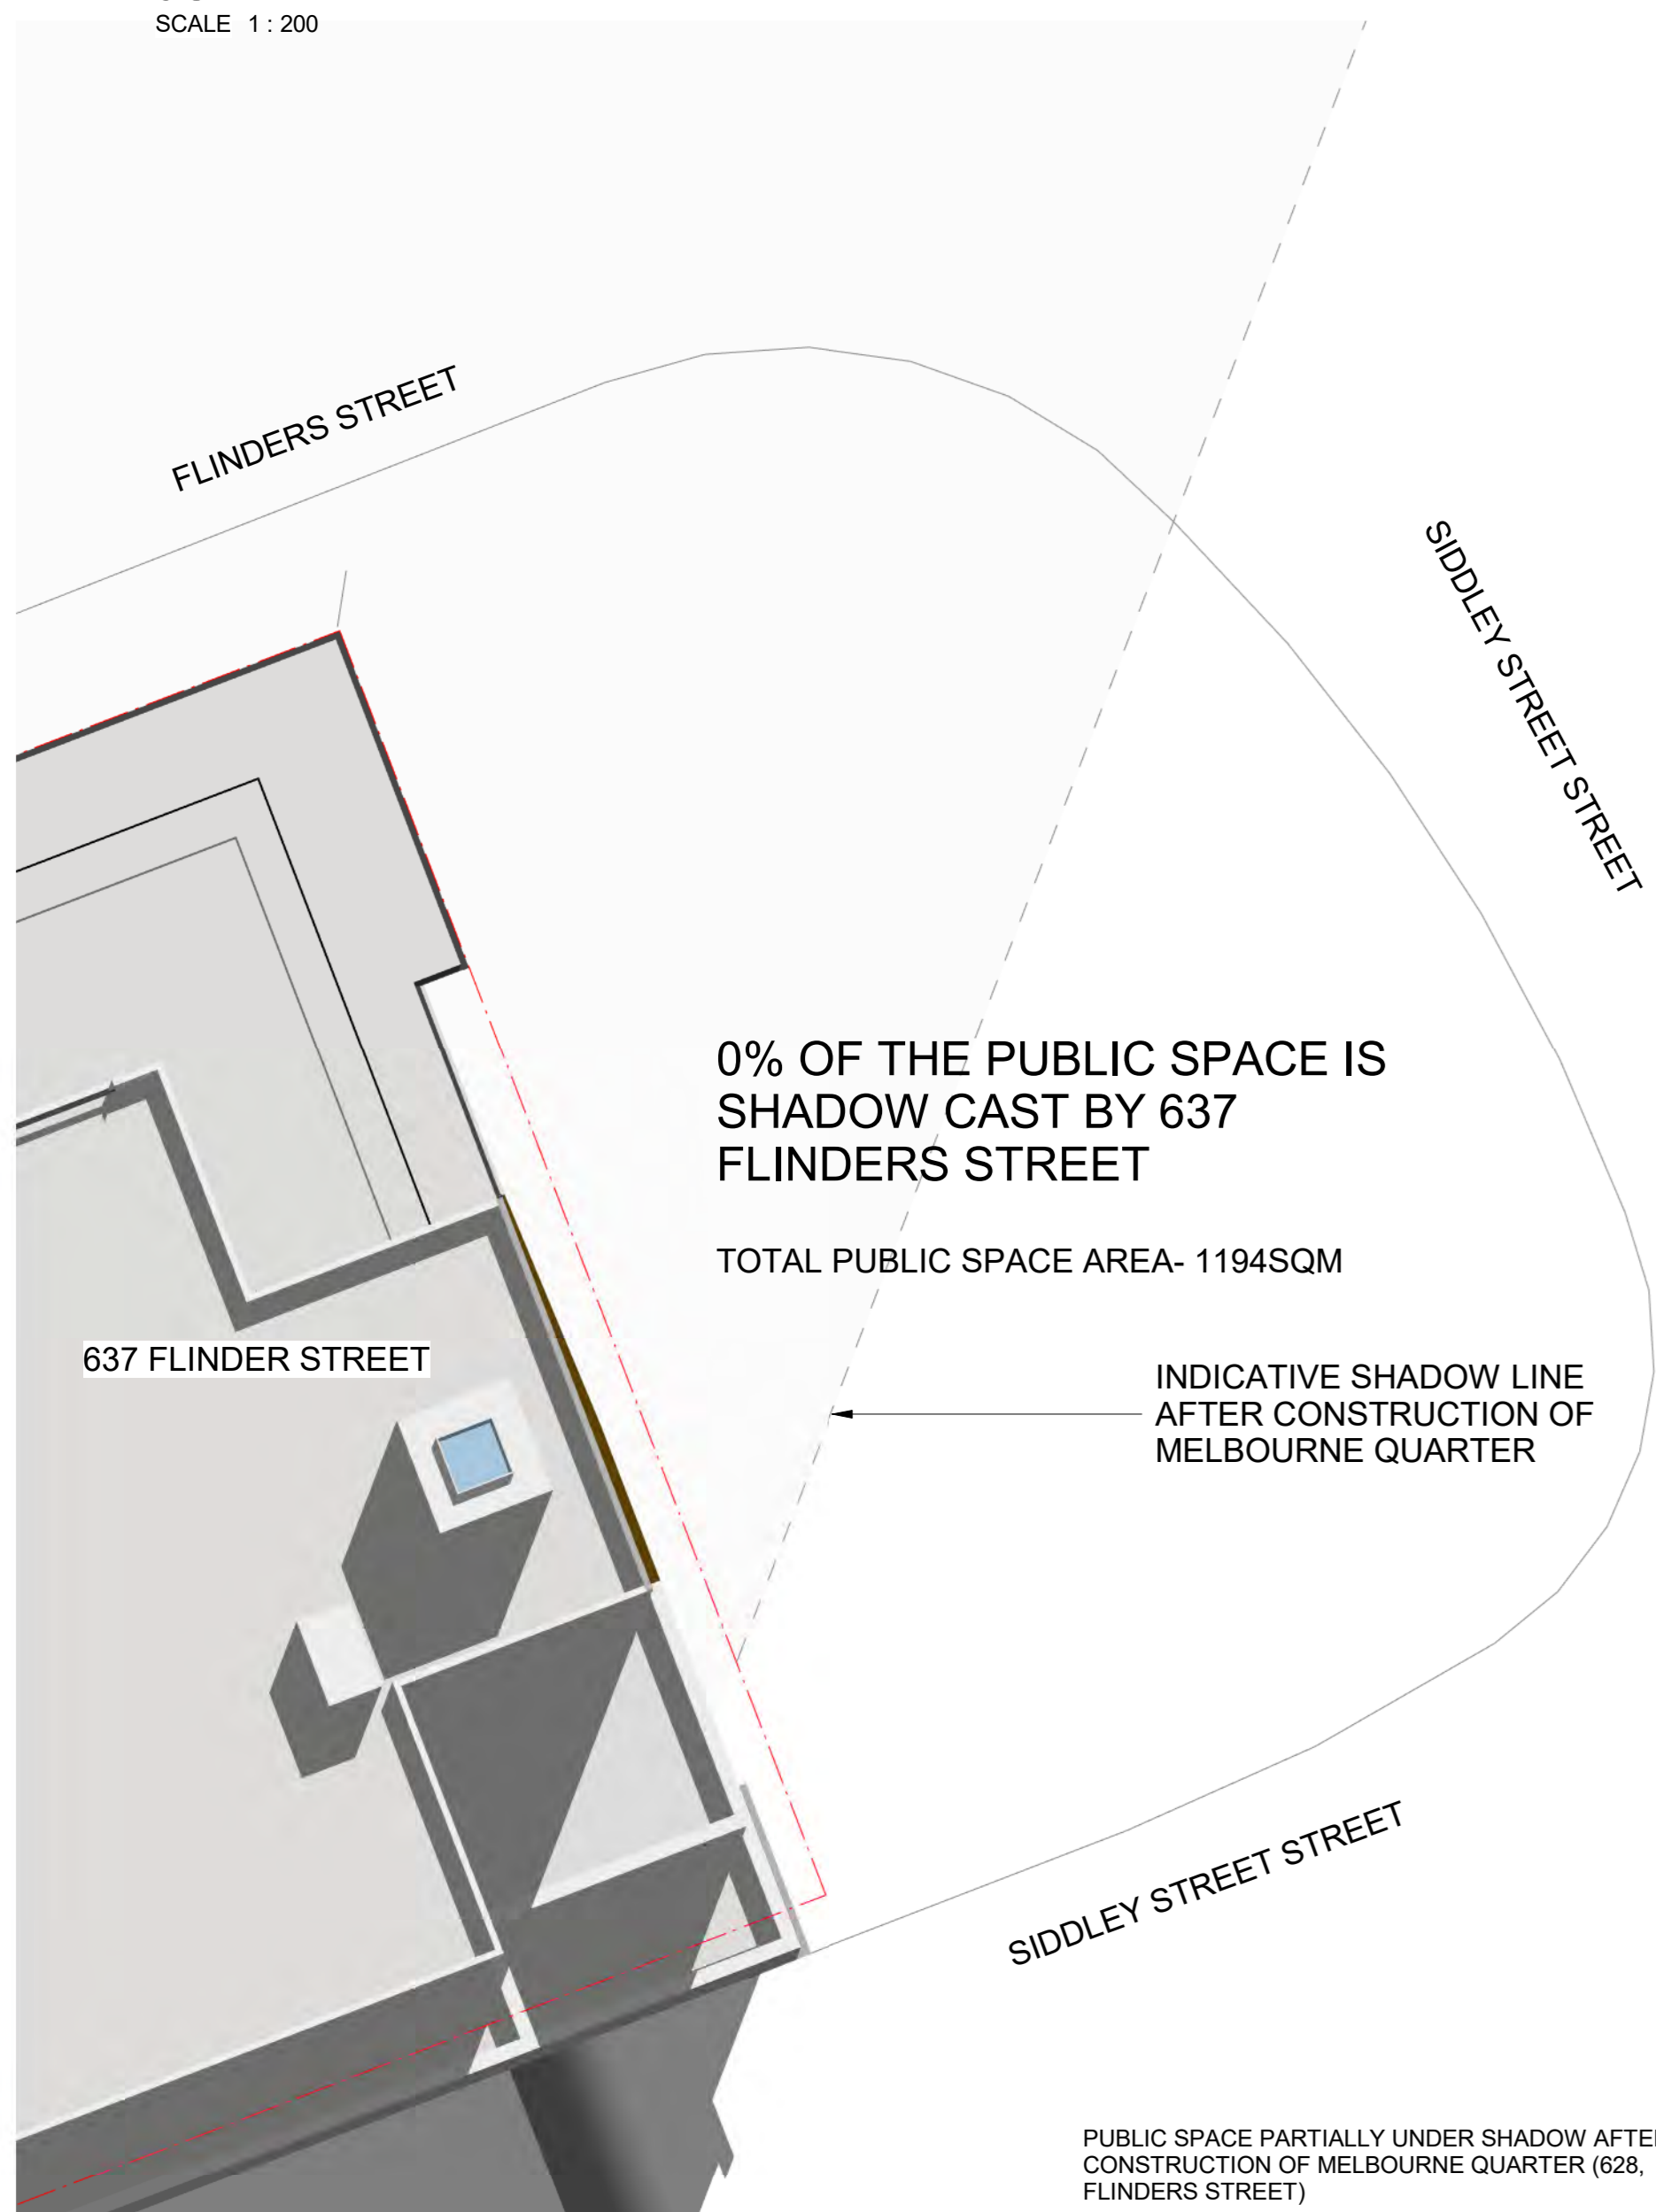 SCALE 1 : 200
FLINDERS STREET
SIDDLEY STREET STREET
0% OF THE PUBLIC SPACE IS
SHADOW CAST BY 637
FLINDERS STREET
TOTAL PUBLIC SPACE AREA- 1194SQM
637 FLINDER STREET
INDICATIVE SHADOW LINE
AFTER CONSTRUCTION OF
MELBOURNE QUARTER
SIDDLEY STREET STREET
PUBLIC SPACE PARTIALLY UNDER SHADOW AFTER
CONSTRUCTION OF MELBOURNE QUARTER (628,
FLINDERS STREET)